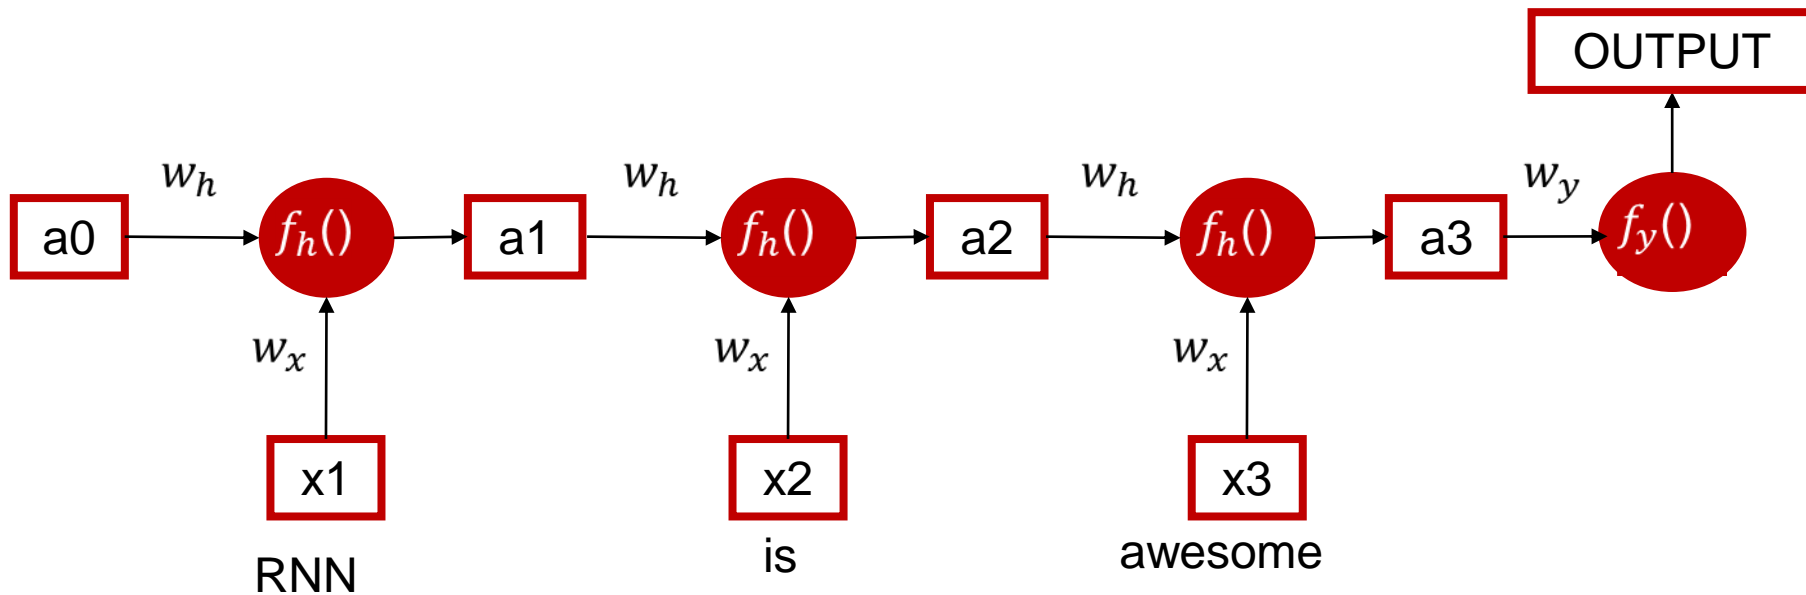 OUTPUT
w_h w_h w_h w_y
a0 f_h() a1 f_h() a2 f_h() a3 f_y()
w_x w_x w_x
x1 x2 x3
RNN is awesome